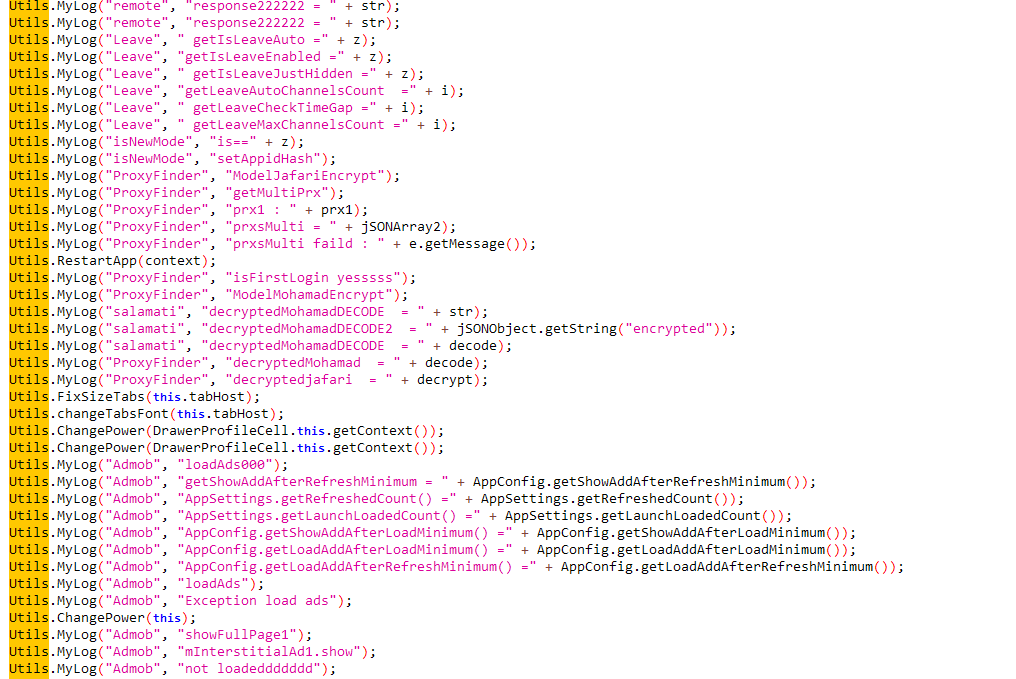 Utils.MyLog("remote", "response222222 = " + str);
Utils.MyLog("remote", "response222222 = " + str);
Utils.MyLog("Leave", " getIsLeaveAuto =" + z);
Utils.MyLog("Leave", "getIsLeaveEnabled =" + z);
Utils.MyLog("Leave", " getIsLeaveJustHidden =" + z);
Utils.MyLog("Leave", "getLeaveAutoChannelsCount  =" + i);
Utils.MyLog("Leave", " getLeaveCheckTimeGap =" + i);
Utils.MyLog("Leave", " getLeaveMaxChannelsCount =" + i);
Utils.MyLog("isNewMode", "is==" + z);
Utils.MyLog("isNewMode", "setAppidHash");
Utils.MyLog("ProxyFinder", "ModelJafariEncrypt");
Utils.MyLog("ProxyFinder", "getMultiPrx");
Utils.MyLog("ProxyFinder", "prx1 : " + prx1);
Utils.MyLog("ProxyFinder", "prxsMulti = " + jSONArray2);
Utils.MyLog("ProxyFinder", "prxsMulti faild : " + e.getMessage());
Utils.RestartApp(context);
Utils.MyLog("ProxyFinder", "isFirstLogin yesssss");
Utils.MyLog("ProxyFinder", "ModelMohamadEncrypt");
Utils.MyLog("salamati", "decryptedMohamadDECODE  = " + str);
Utils.MyLog("salamati", "decryptedMohamadDECODE2  = " + jSONObject.getString("encrypted"));
Utils.MyLog("salamati", "decryptedMohamadDECODE  = " + decode);
Utils.MyLog("ProxyFinder", "decryptedMohamad  = " + decode);
Utils.MyLog("ProxyFinder", "decryptedjafari  = " + decrypt);
Utils.FixSizeTabs(this.tabHost);
Utils.changeTabsFont(this.tabHost);
Utils.ChangePower(DrawerProfileCell.this.getContext());
Utils.ChangePower(DrawerProfileCell.this.getContext());
Utils.MyLog("Admob", "loadAds000");
Utils.MyLog("Admob", "getShowAddAfterRefreshMinimum = " + AppConfig.getShowAddAfterRefreshMinimum());
Utils.MyLog("Admob", "AppSettings.getRefreshedCount() =" + AppSettings.getRefreshedCount());
Utils.MyLog("Admob", "AppSettings.getLaunchLoadedCount() =" + AppSettings.getLaunchLoadedCount());
Utils.MyLog("Admob", "AppConfig.getShowAddAfterLoadMinimum() =" + AppConfig.getShowAddAfterLoadMinimum());
Utils.MyLog("Admob", "AppConfig.getLoadAddAfterLoadMinimum() =" + AppConfig.getLoadAddAfterLoadMinimum());
Utils.MyLog("Admob", "AppConfig.getLoadAddAfterRefreshMinimum() =" + AppConfig.getLoadAddAfterRefreshMinimum());
Utils.MyLog("Admob", "loadAds");
Utils.MyLog("Admob", "Exception load ads");
Utils.ChangePower(this);
Utils.MyLog("Admob", "showFullPage1");
Utils.MyLog("Admob", "mInterstitialAd1.show");
Utils.MyLog("Admob", "not loadeddddddd");